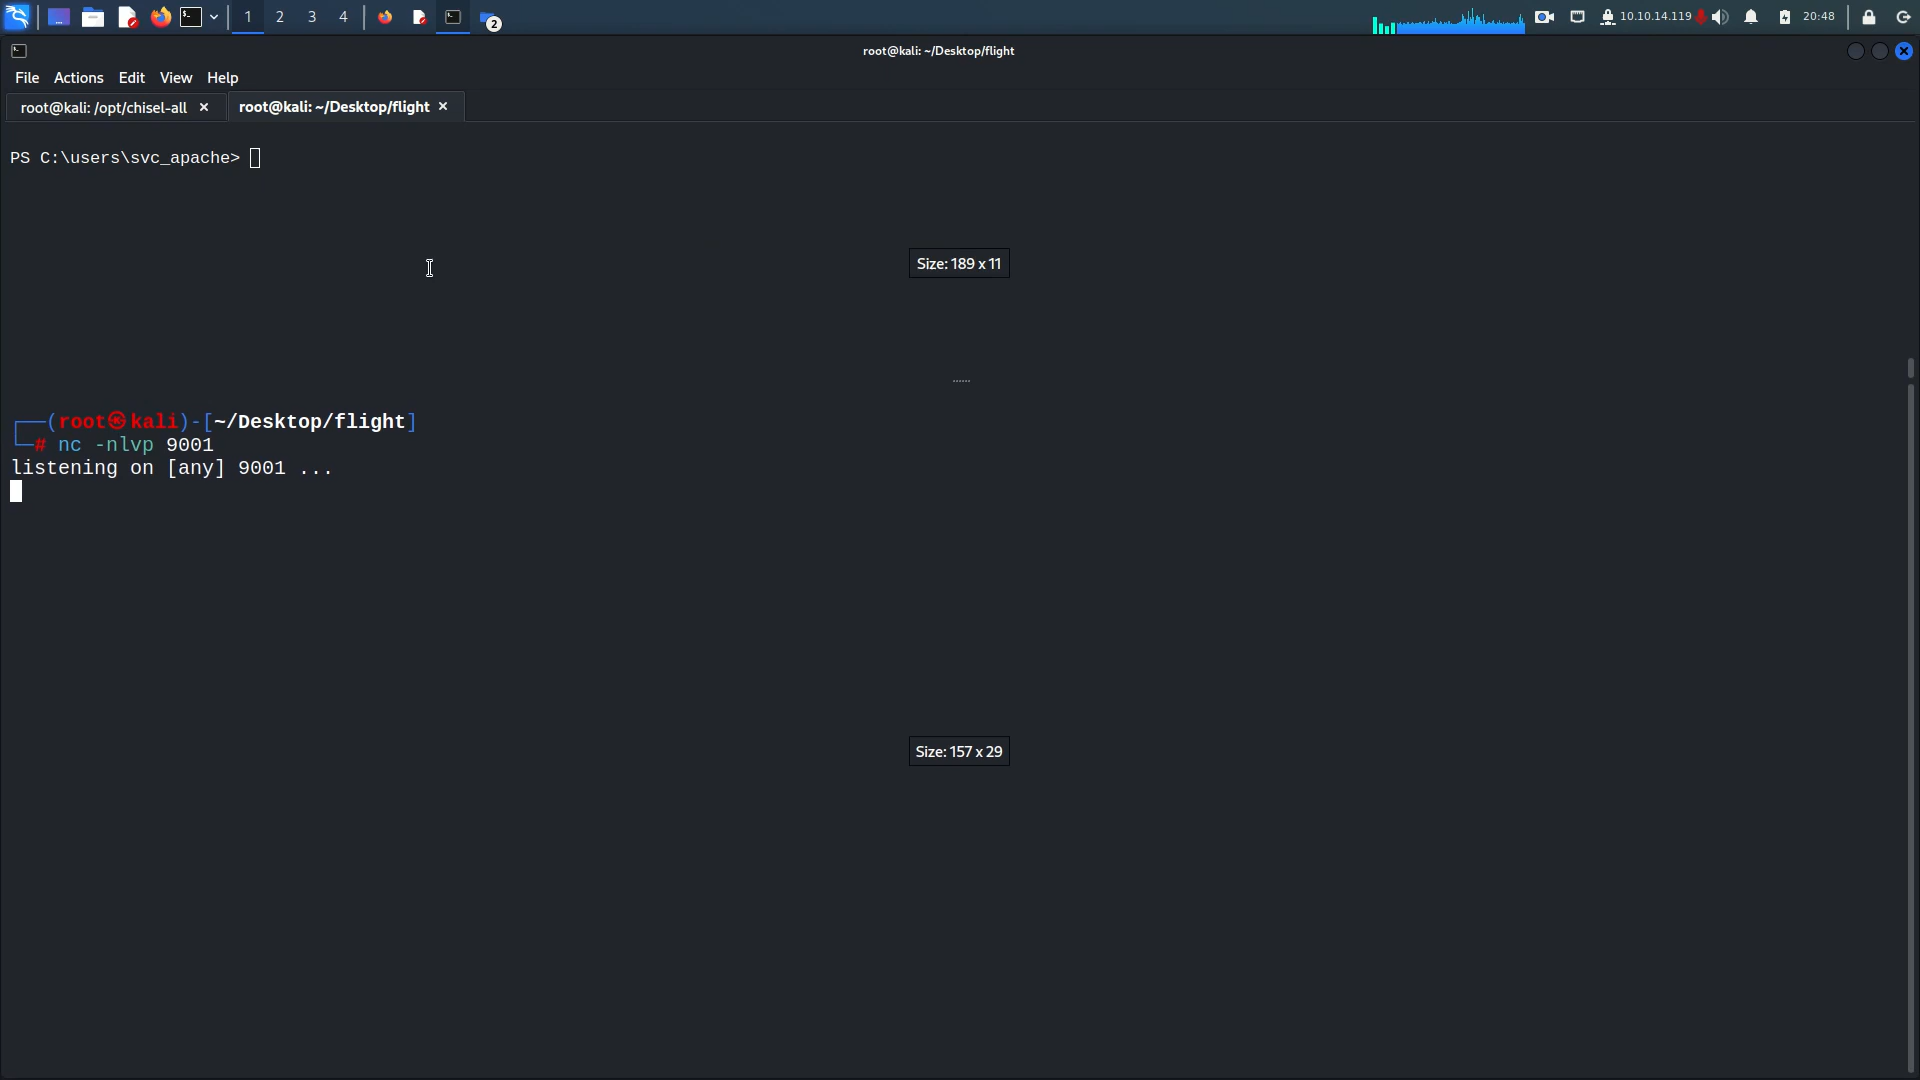 1 2 3 4 2 10.10.14.119 20:48
root@kali: ~/Desktop/flight
File Actions Edit View Help
root@kali: /opt/chisel-all × root@kali: ~/Desktop/flight ×
PS C:\users\svc_apache>
Size: 189 x 11
┌──(root㉿kali)-[~/Desktop/flight]
└─# nc -nlvp 9001
listening on [any] 9001 ...
Size: 157 x 29